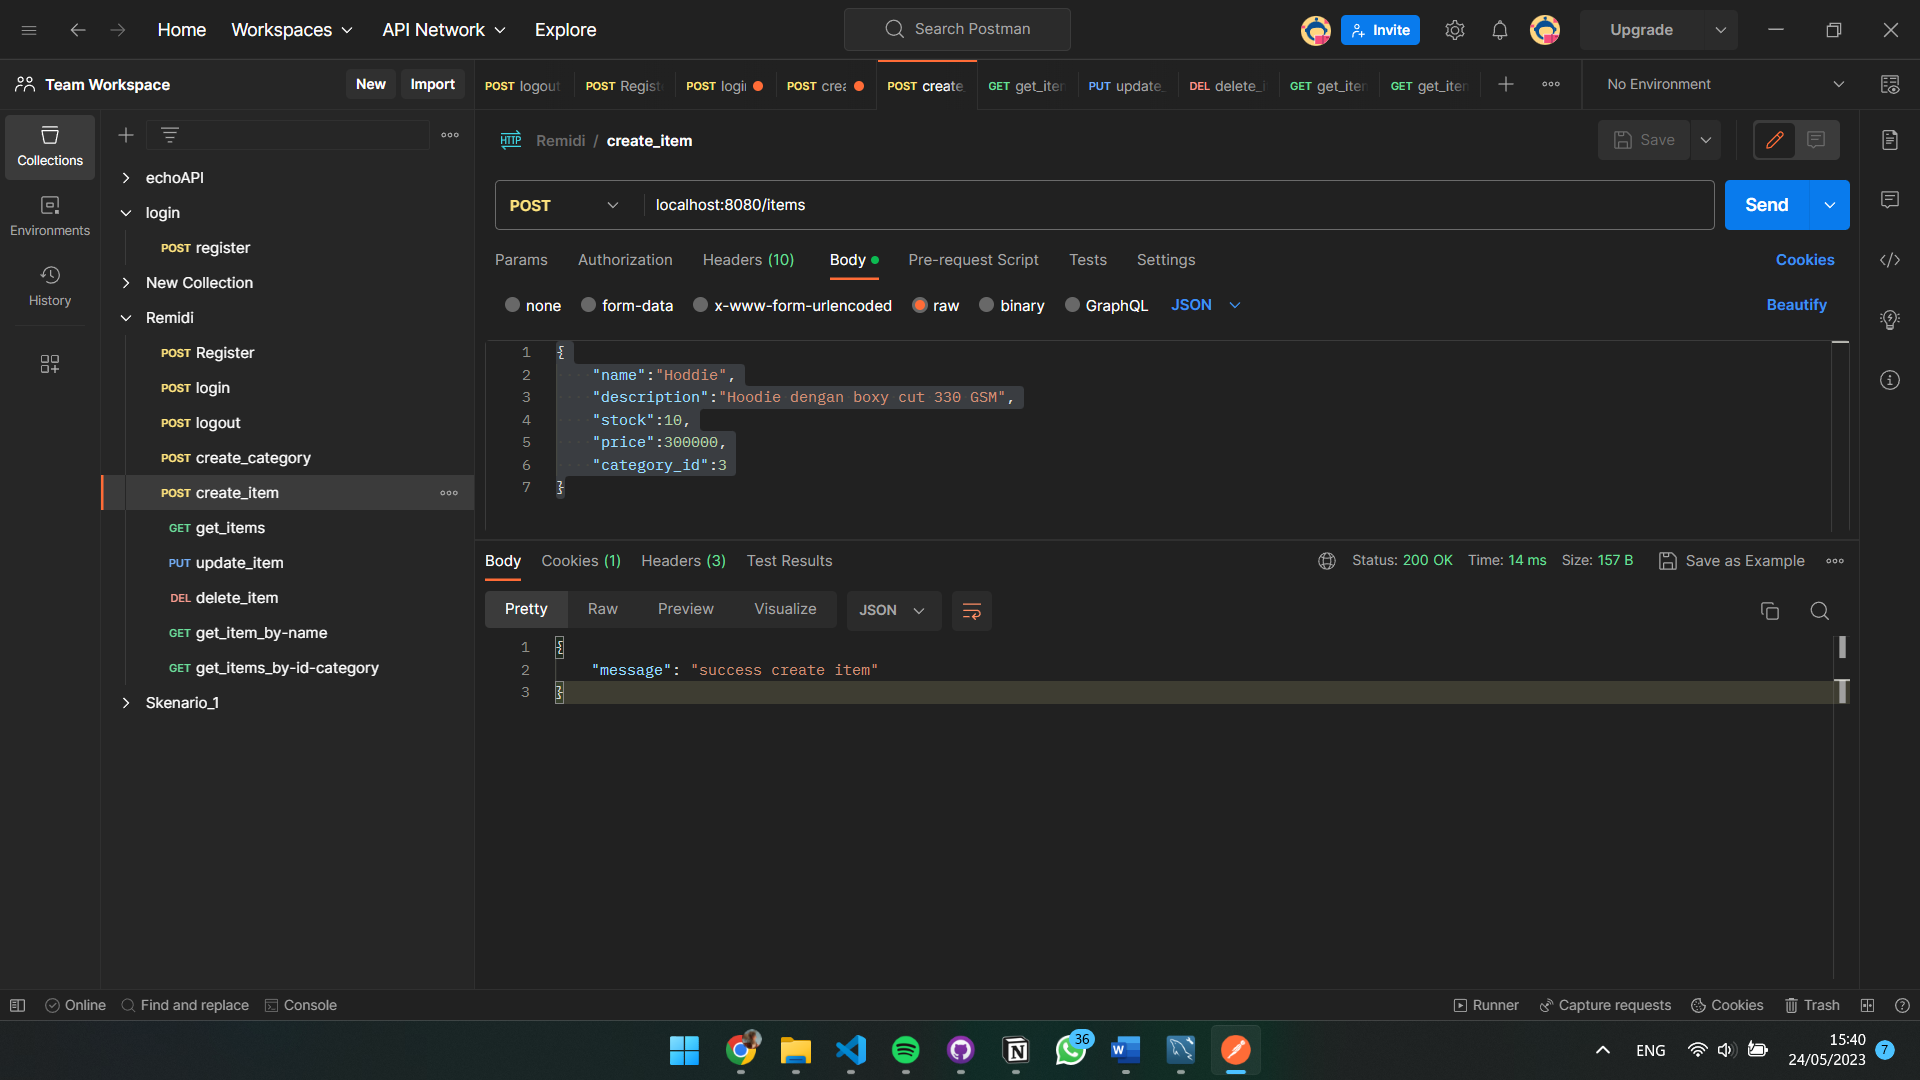 Home Workspaces API Network Explore Search Postman Invite Upgrade
Team Workspace New Import
POST logout POST Regist POST logi POST crea POST create_ GET get_iten PUT update_ DEL delete_i GET get_iten GET get_iten No Environment
Collections
Environments
History
echoAPI
login
POST register
New Collection
Remidi
POST Register
POST login
POST logout
POST create_category
POST create_item
GET get_items
PUT update_item
DEL delete_item
GET get_item_by-name
GET get_items_by-id-category
Skenario_1
HTTP Remidi / create_item Save
POST localhost:8080/items Send
Params Authorization Headers (10) Body Pre-request Script Tests Settings Cookies
none form-data x-www-form-urlencoded raw binary GraphQL JSON Beautify
1 {
2 "name":"Hoddie",
3 "description":"Hoodie dengan boxy cut 330 GSM",
4 "stock":10,
5 "price":300000,
6 "category_id":3
7 }
Body Cookies (1) Headers (3) Test Results Status: 200 OK Time: 14 ms Size: 157 B Save as Example
Pretty Raw Preview Visualize JSON
1 {
2 "message": "success create item"
3 }
Online Find and replace Console Runner Capture requests Cookies Trash
36
ENG
15:40
24/05/2023
7